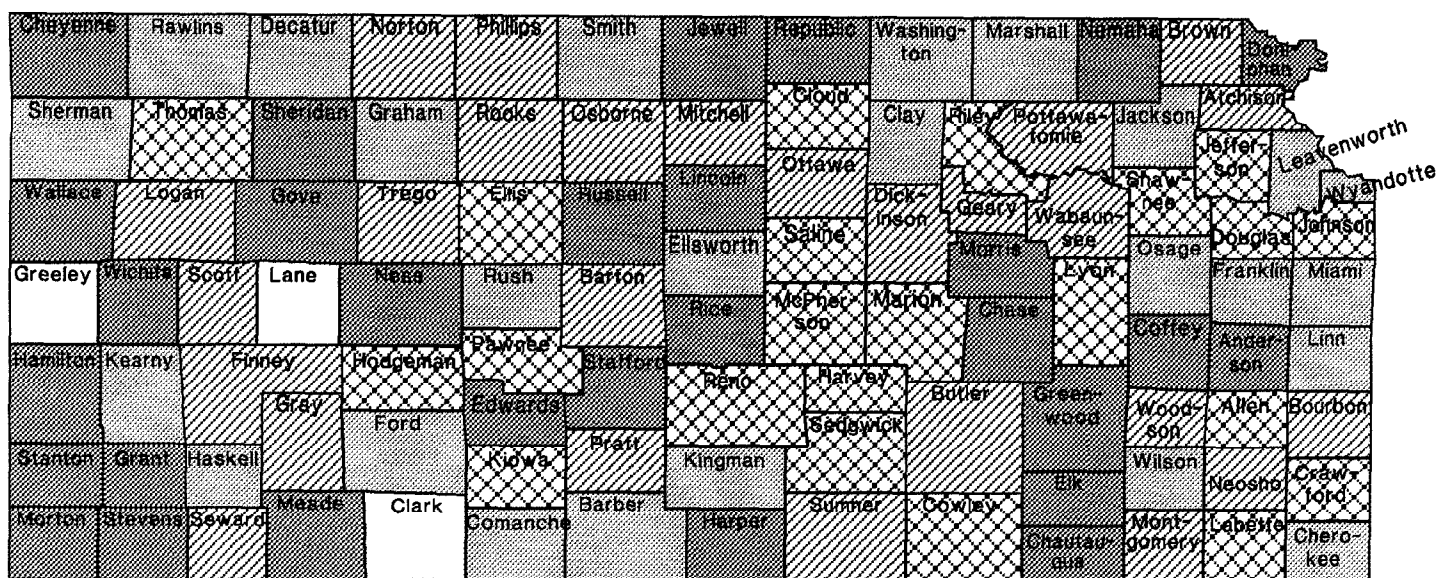 Cheyenne Rawlins Decatur Norton Phillips Smith Jewell Republic Washing-
ton Marshall Nemaha Brown Doni-
phan
Sherman Thomas Sheridan Graham Rooks Osborne Mitchell Cloud Clay Riley Pottawa-
tomie Jackson Atchison
Ottawa Jeffer-
son Leavenworth
Wyandotte
Wallace Logan Gove Trego Ellis Russell Lincoln Dick-
inson Geary Wabaun-
see Shaw-
nee Douglas Johnson
Ellsworth Saline Morris Osage
Greeley Wichita Scott Lane Ness Rush Barton Lyon Franklin Miami
Rice McPher-
son Marion Chase
Hamilton Kearny Finney Hodgeman Pawnee Stafford Coffey Ander-
son Linn
Gray Ford Edwards Reno Harvey Butler Green-
wood Wood-
son Allen Bourbon
Sedgwick
Stanton Grant Haskell Kiowa Pratt Kingman Elk Wilson Neosho Craw-
ford
Morton Stevens Seward Meade Clark Comanche Barber Harper Sumner Cowley Chautau-
qua Mont-
gomery Labette Chero-
kee